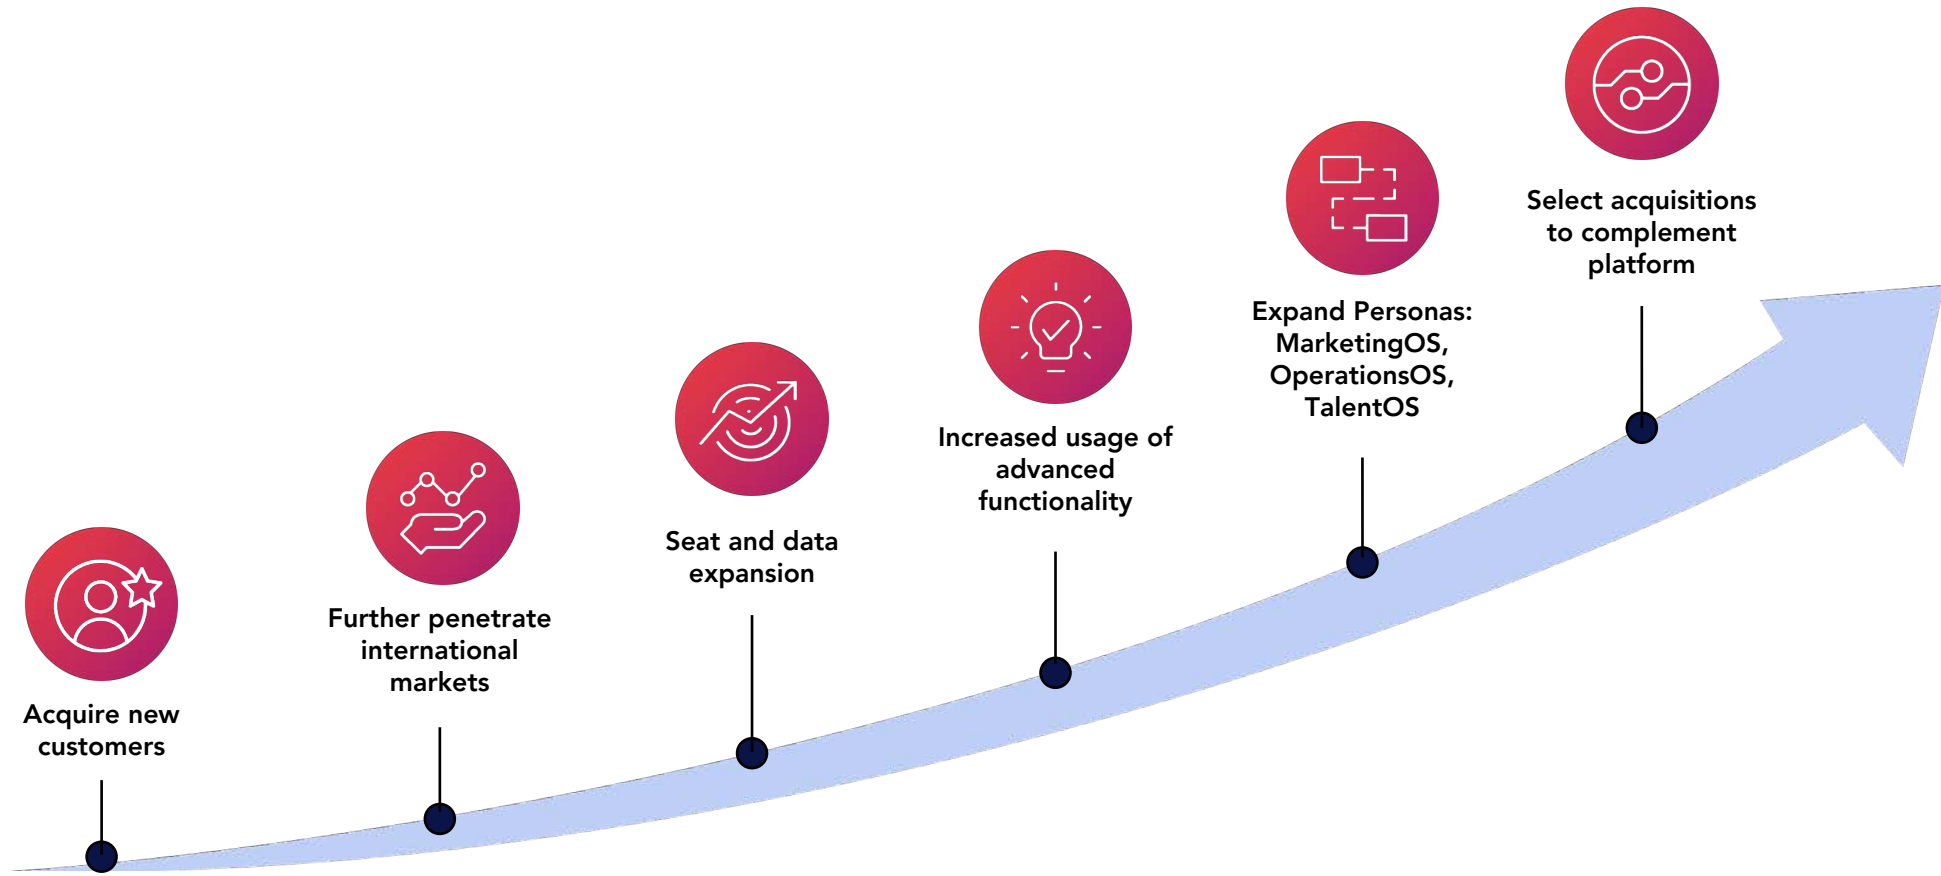 Acquire new
customers
Further penetrate
international
markets
Seat and data
expansion
Increased usage of
advanced
functionality
Expand Personas:
MarketingOS,
OperationsOS,
TalentOS
Select acquisitions
to complement
platform